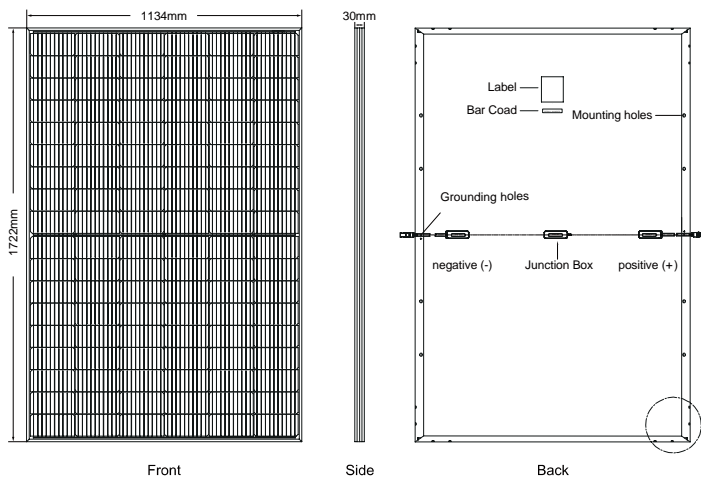 1134mm
30mm
1722mm
Label
Bar Coad
Mounting holes
Grounding holes
negative (-)
Junction Box
positive (+)
Front
Side
Back